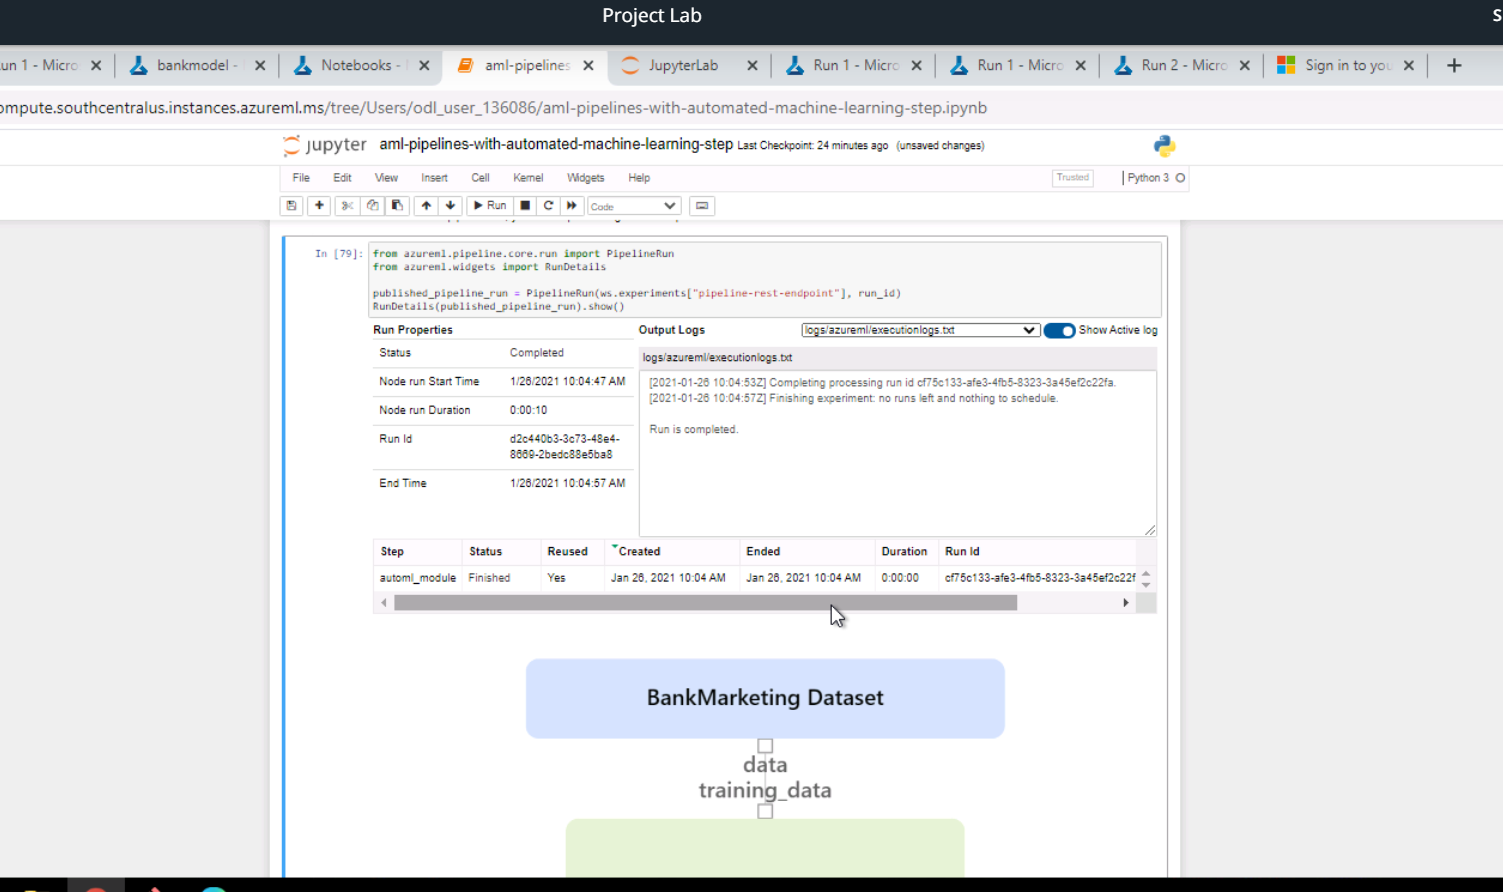 Project Lab
un 1 - Micro
bankmodel -
Notebooks -
aml-pipelines
JupyterLab
Run 1 - Micro
Run 1 - Micro
Run 2 - Micro
Sign in to you
ompute.southcentralus.instances.azureml.ms/tree/Users/odl_user_136086/aml-pipelines-with-automated-machine-learning-step.ipynb
jupyter aml-pipelines-with-automated-machine-learning-step Last Checkpoint: 24 minutes ago (unsaved changes)
File Edit View Insert Cell Kernel Widgets Help Trusted Python 3
Run Code
In [79]: from azureml.pipeline.core.run import PipelineRun
from azureml.widgets import RunDetails
published_pipeline_run = PipelineRun(ws.experiments["pipeline-rest-endpoint"], run_id)
RunDetails(published_pipeline_run).show()
Run Properties
Status Completed
Node run Start Time 1/26/2021 10:04:47 AM
Node run Duration 0:00:10
Run Id d2c440b3-3c73-48e4-
8669-2bedc88e5ba8
End Time 1/26/2021 10:04:57 AM
Output Logs logs/azureml/executionlogs.txt Show Active log
logs/azureml/executionlogs.txt
[2021-01-26 10:04:53Z] Completing processing run id cf75c133-afe3-4fb5-8323-3a45ef2c22fa.
[2021-01-26 10:04:57Z] Finishing experiment: no runs left and nothing to schedule.
Run is completed.
Step Status Reused Created Ended Duration Run Id
automl_module Finished Yes Jan 26, 2021 10:04 AM Jan 26, 2021 10:04 AM 0:00:00 cf75c133-afe3-4fb5-8323-3a45ef2c22f
BankMarketing Dataset
data
training_data